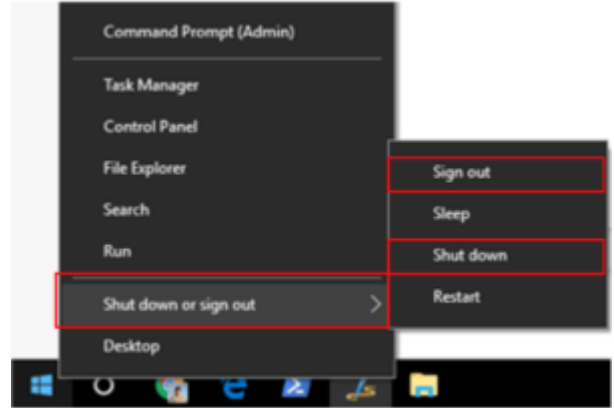 Command Prompt (Admin)
Task Manager
Control Panel
File Explorer
Search
Run
Shut down or sign out
Desktop
Sign out
Sleep
Shut down
Restart